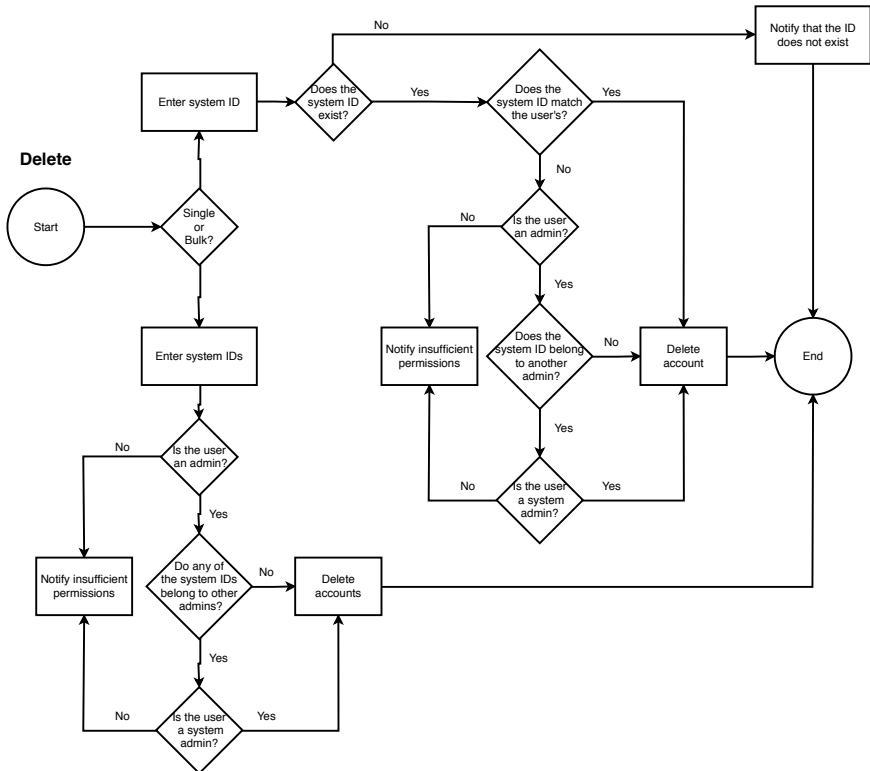 No
Notify that the ID
does not exist
Enter system ID
Does the
system ID
exist?
Yes
Does the
system ID match
the user's?
Yes
Delete
No
Start
Single
or
Bulk?
No
Is the user
an admin?
Yes
Enter system IDs
Notify insufficient
permissions
Does the
system ID belong
to another
admin?
No
Delete
account
End
Yes
No
Is the user
an admin?
No
Is the user
a system
admin?
Yes
Yes
Notify insufficient
permissions
Do any of
the system IDs
belong to other
admins?
No
Delete
accounts
Yes
No
Is the user
a system
admin?
Yes